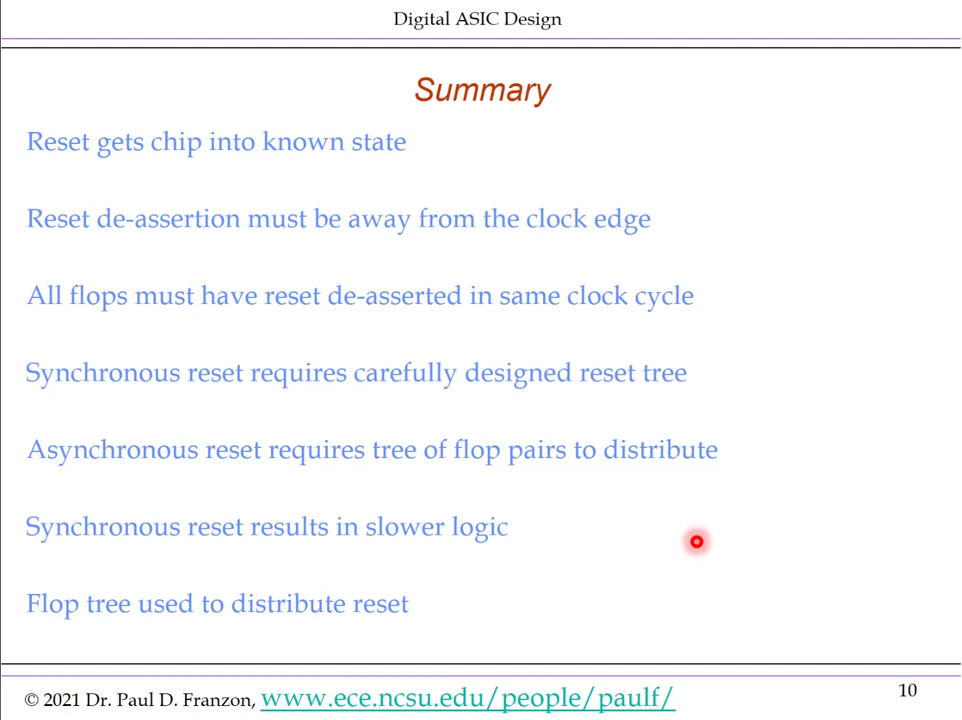 Digital ASIC Design
Summary
Reset gets chip into known state
Reset de-assertion must be away from the clock edge
All flops must have reset de-asserted in same clock cycle
Synchronous reset requires carefully designed reset tree
Asynchronous reset requires tree of flop pairs to distribute
Synchronous reset results in slower logic
Flop tree used to distribute reset
© 2021 Dr. Paul D. Franzon, www.ece.ncsu.edu/people/paulf/
10